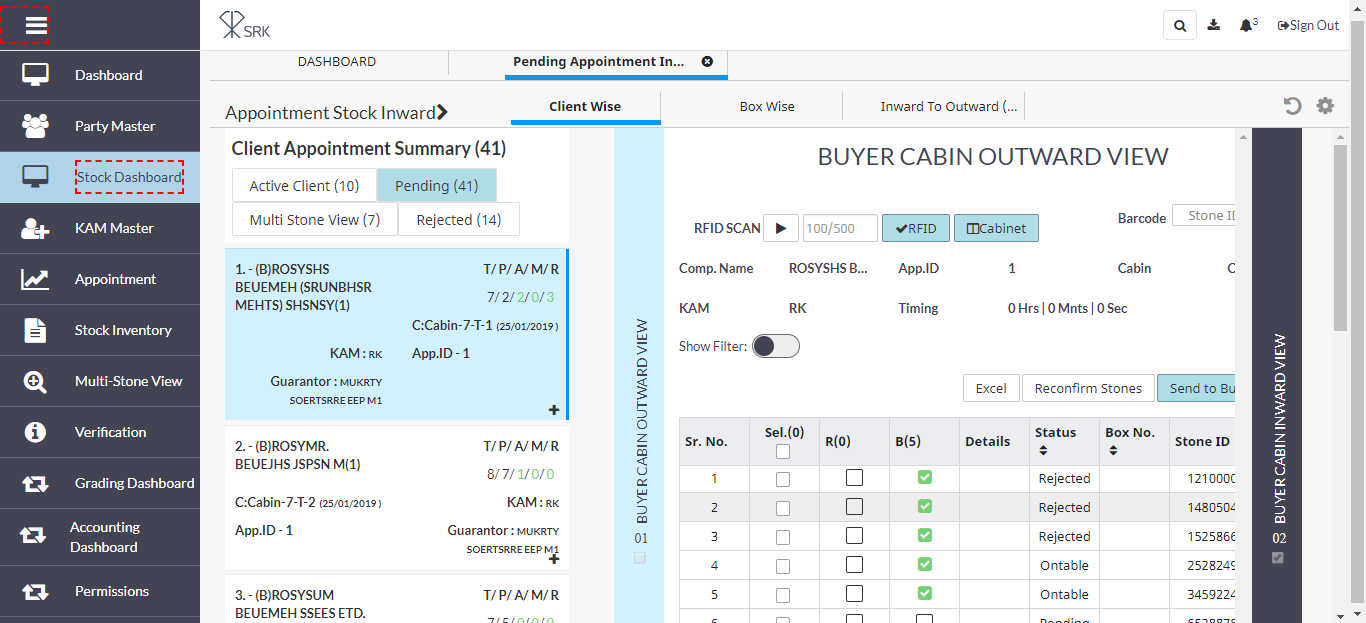 SRK
3
Sign Out
Dashboard
Party Master
Stock Dashboard
KAM Master
Appointment
Stock Inventory
Multi-Stone View
Verification
Grading Dashboard
Accounting
Dashboard
Permissions
DASHBOARD
Pending Appointment In...
Appointment Stock Inward
Client Wise
Box Wise
Inward To Outward (...
Client Appointment Summary (41)
Active Client (10)
Pending (41)
Multi Stone View (7)
Rejected (14)
1. - (B)ROSYSHS
BEUEMEH (SRUNBHSR
MEHTS) SHSNSY(1)
T/ P/ A/ M/ R
7/ 2/ 2/ 0/ 3
C:Cabin-7-T-1 (25/01/2019 )
KAM : RK
App.ID - 1
Guarantor : MUKRTY
SOERTSRRE EEP M1
2. - (B)ROSYMR.
BEUEJHS JSPSN M(1)
T/ P/ A/ M/ R
8/ 7/ 1/ 0/ 0
C:Cabin-7-T-2 (25/01/2019 )
KAM : RK
App.ID - 1
Guarantor : MUKRTY
SOERTSRRE EEP M1
3. - (B)ROSYSUM
BEUEMEH SSEES ETD.
T/ P/ A/ M/ R
7/ 5/ 0/ 0/ 0
BUYER CABIN OUTWARD VIEW
01
BUYER CABIN OUTWARD VIEW
RFID SCAN
100/500
RFID
Cabinet
Barcode
Stone ID
Comp. Name
ROSYSHS B...
App.ID
1
Cabin
C
KAM
RK
Timing
0 Hrs | 0 Mnts | 0 Sec
Show Filter:
Excel
Reconfirm Stones
Send to Bu
Sr. No.
Sel.(0)
R(0)
B(5)
Details
Status
Box No.
Stone ID
1
Rejected
1210000
2
Rejected
1480504
3
Rejected
1525866
4
Ontable
2528249
5
Ontable
3459224
6
Pending
6528878
BUYER CABIN INWARD VIEW
02